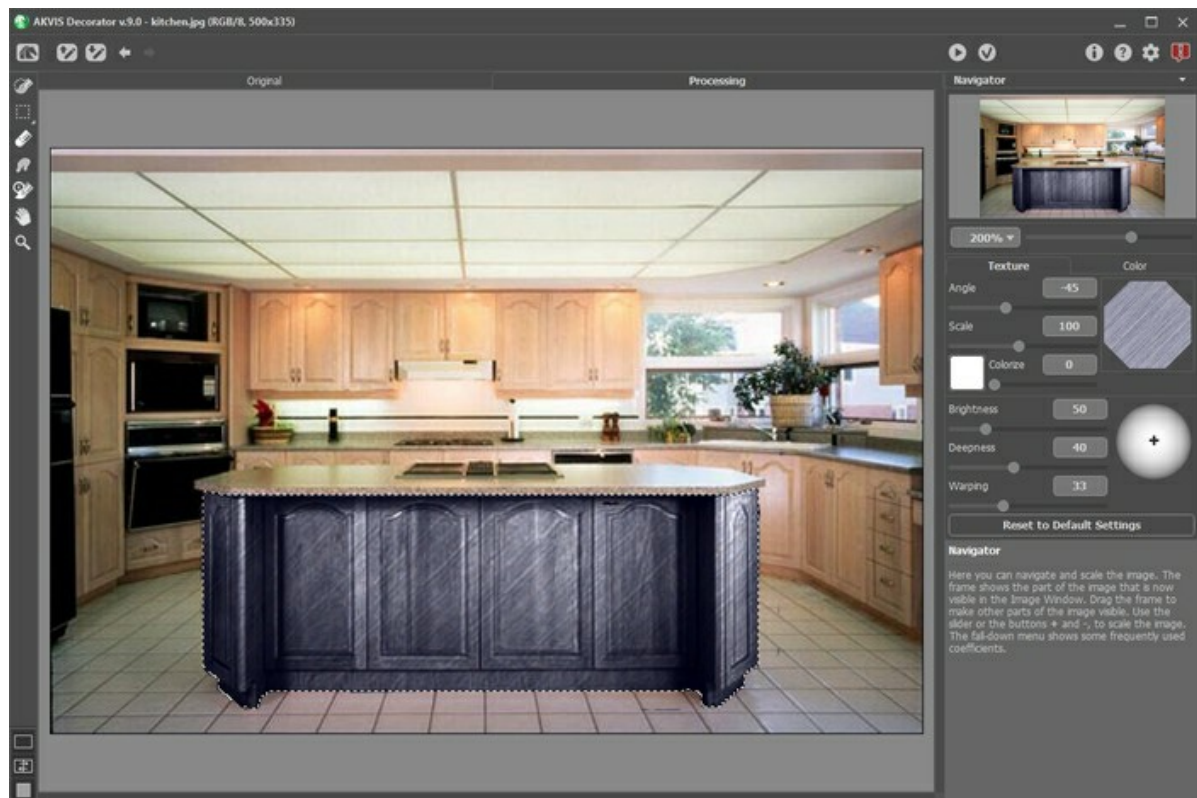 AKVIS Decorator v.9.0 - kitchen.jpg (RGB/8, 500x335)
Original
Processing
Navigator
200%
Texture
Color
Angle
-45
Scale
100
Colorize
0
Brightness
50
Deepness
40
Warping
33
Reset to Default Settings
Navigator
Here you can navigate and scale the image. The
frame shows the part of the image that is now
visible in the Image Window. Drag the frame to
make other parts of the image visible. Use the
slider or the buttons + and -, to scale the image.
The fall-down menu shows some frequently used
coefficients.